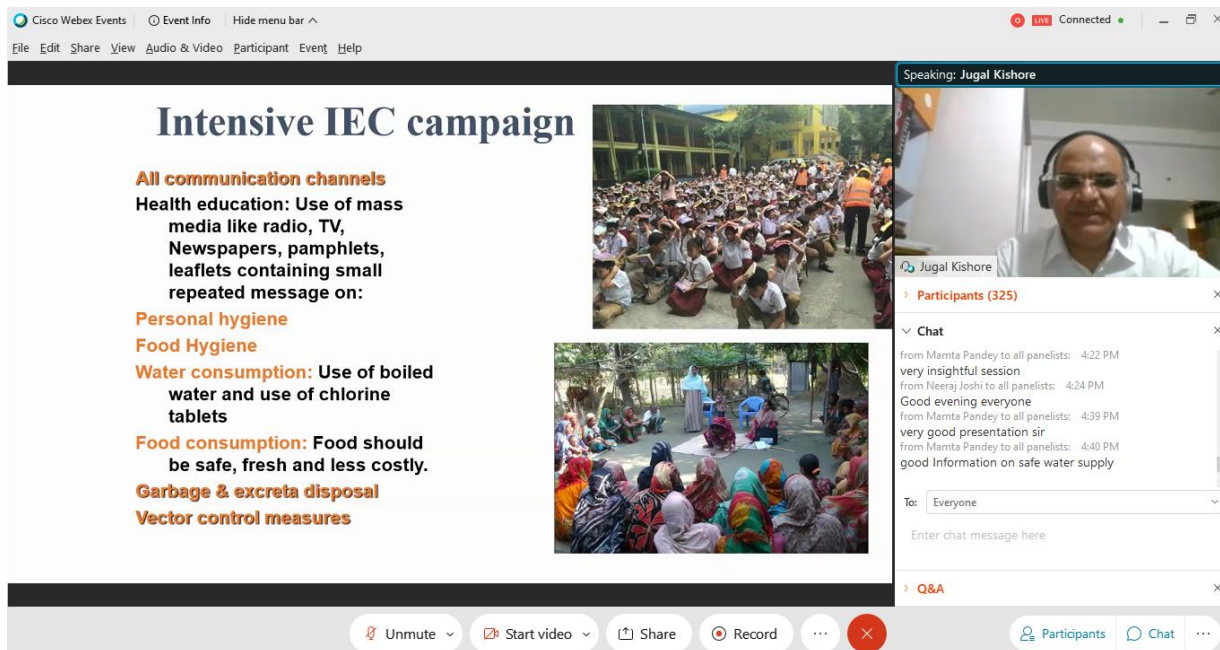 Cisco Webex Events
Event Info
Hide menu bar
LIVE
Connected
File Edit Share View Audio & Video Participant Event Help
Intensive IEC campaign
All communication channels
Health education: Use of mass
media like radio, TV,
Newspapers, pamphlets,
leaflets containing small
repeated message on:
Personal hygiene
Food Hygiene
Water consumption: Use of boiled
water and use of chlorine
tablets
Food consumption: Food should
be safe, fresh and less costly.
Garbage & excreta disposal
Vector control measures
Speaking: Jugal Kishore
Jugal Kishore
Participants (325)
Chat
from Mamta Pandey to all panelists: 4:22 PM
very insightful session
from Neeraj Joshi to all panelists: 4:24 PM
Good evening everyone
from Mamta Pandey to all panelists: 4:39 PM
very good presentation sir
from Mamta Pandey to all panelists: 4:40 PM
good Information on safe water supply
To: Everyone
Enter chat message here
Q&A
Unmute
Start video
Share
Record
Participants
Chat